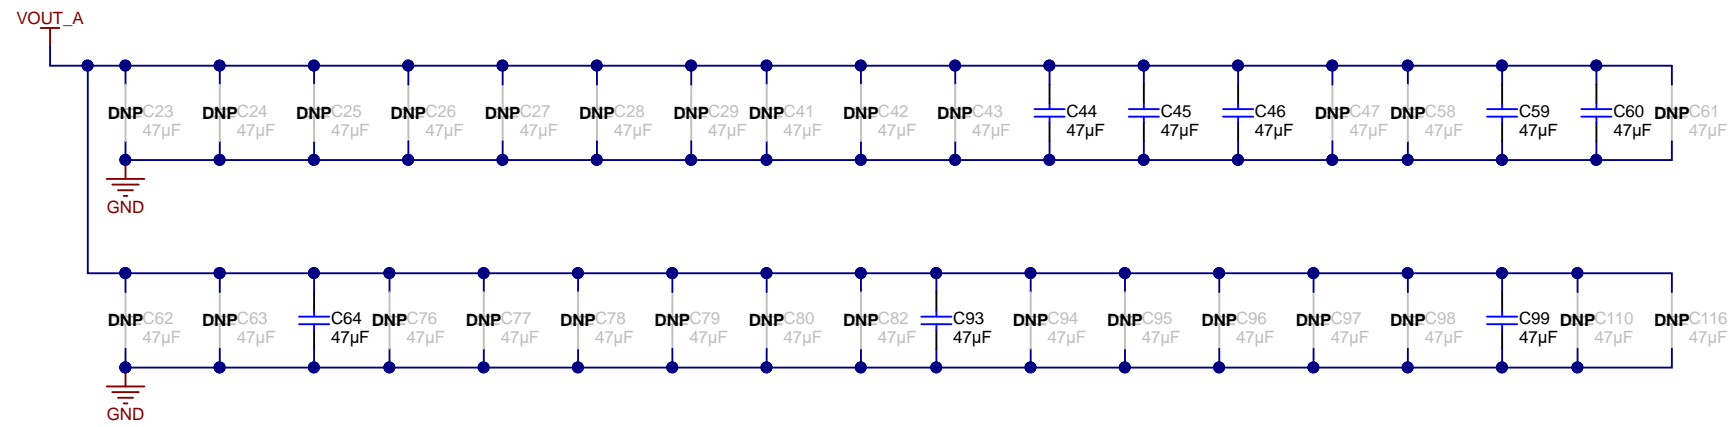 VOUT_A
DNP C23 DNP C24 DNP C25 DNP C26 DNP C27 DNP C28 DNP C29 DNP C41 DNP C42 DNP C43 C44 C45 C46 DNP C47 DNP C58 C59 C60 DNP C61
47µF 47µF 47µF 47µF 47µF 47µF 47µF 47µF 47µF 47µF 47µF 47µF 47µF 47µF 47µF 47µF 47µF 47µF
GND
DNP C62 DNP C63 C64 DNP C76 DNP C77 DNP C78 DNP C79 DNP C80 DNP C82 C93 DNP C94 DNP C95 DNP C96 DNP C97 DNP C98 C99 DNP C110 DNP C116
47µF 47µF 47µF 47µF 47µF 47µF 47µF 47µF 47µF 47µF 47µF 47µF 47µF 47µF 47µF 47µF 47µF 47µF
GND